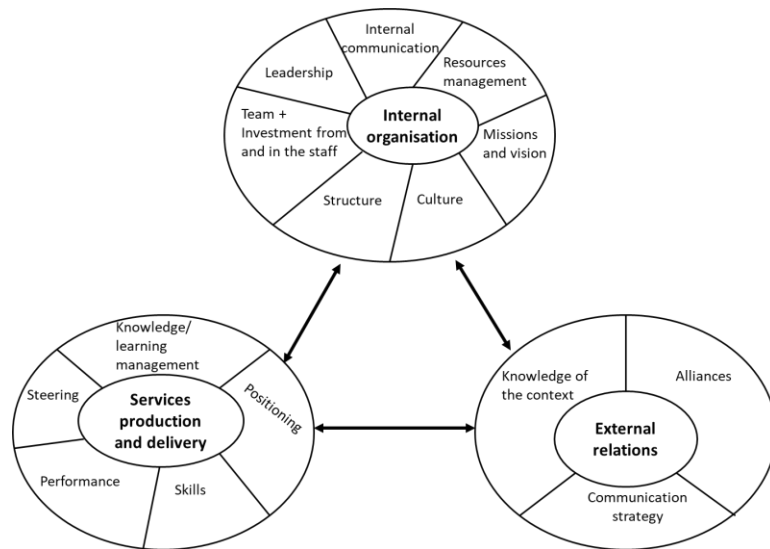 Internal
communication
Resources
management
Leadership
Internal
organisation
Team +
Investment from
and in the staff
Missions
and vision
Structure
Culture
Knowledge/
learning
management
Steering
Positioning
Services
production
and delivery
Performance
Skills
Knowledge of
the context
Alliances
External
relations
Communication
strategy